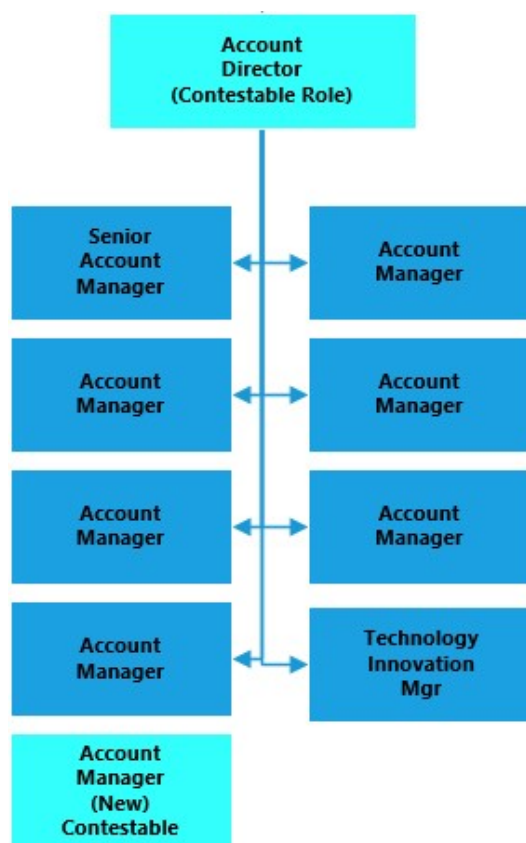 Account
Director
(Contestable Role)
Senior
Account
Manager
Account
Manager
Account
Manager
Account
Manager
Account
Manager
Account
Manager
Account
Manager
Technology
Innovation
Mgr
Account
Manager
(New)
Contestable